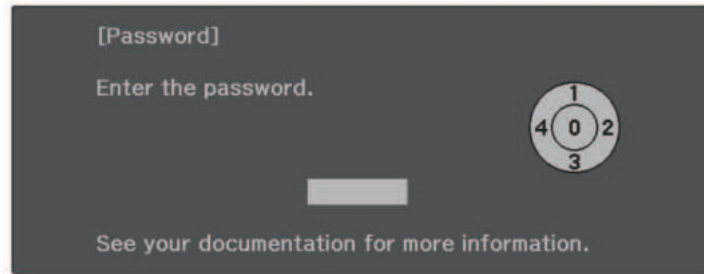 [Password]
Enter the password.
1
4 0 2
3
See your documentation for more information.